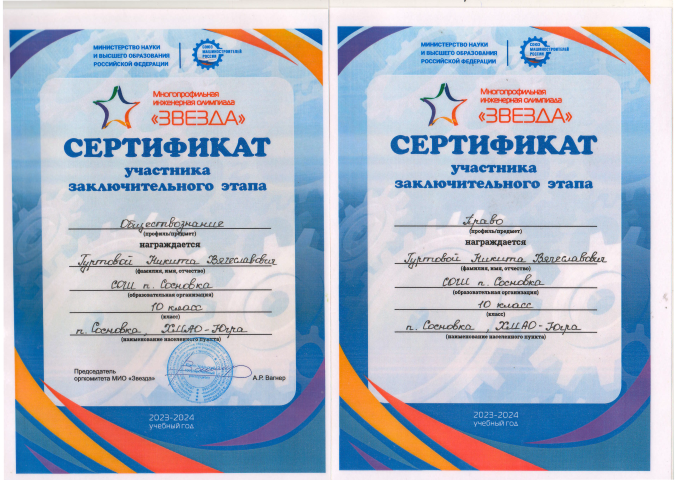 МИНИСТЕРСТВО НАУКИ
И ВЫСШЕГО ОБРАЗОВАНИЯ
РОССИЙСКОЙ ФЕДЕРАЦИИ
СОЮЗ
МАШИНОСТРОИТЕЛЕЙ
РОССИИ
Многопрофильная
инженерная олимпиада
«ЗВЕЗДА»
СЕРТИФИКАТ
участника
заключительного этапа
Обществознание
(профиль/предмет)
награждается
Гуртовой Никита Вячеславович
(фамилия, имя, отчество)
СОШ п. Сосновка
(образовательная организация)
10 класс
(класс)
п. Сосновка, ХМАО-Югра
(наименование населенного пункта)
Председатель
оргкомитета МИО «Звезда»
А.Р. Вагнер
2023-2024
учебный год
МИНИСТЕРСТВО НАУКИ
И ВЫСШЕГО ОБРАЗОВАНИЯ
РОССИЙСКОЙ ФЕДЕРАЦИИ
СОЮЗ
МАШИНОСТРОИТЕЛЕЙ
РОССИИ
Многопрофильная
инженерная олимпиада
«ЗВЕЗДА»
СЕРТИФИКАТ
участника
заключительного этапа
Право
(профиль/предмет)
награждается
Гуртовой Никита Вячеславович
(фамилия, имя, отчество)
СОШ п. Сосновка
(образовательная организация)
10 класс
(класс)
п. Сосновка, ХМАО-Югра
(наименование населенного пункта)
2023-2024
учебный год